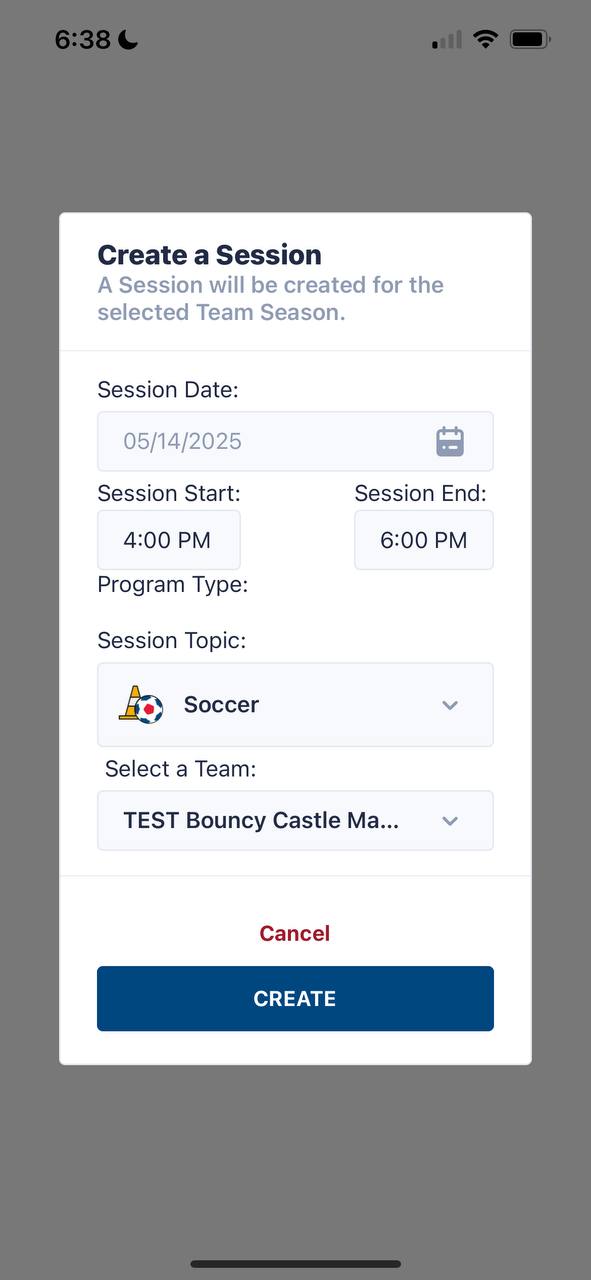 6:38
Create a Session
A Session will be created for the
selected Team Season.
Session Date:
05/14/2025
Session Start: Session End:
4:00 PM 6:00 PM
Program Type:
Session Topic:
Soccer
Select a Team:
TEST Bouncy Castle Ma...
Cancel
CREATE